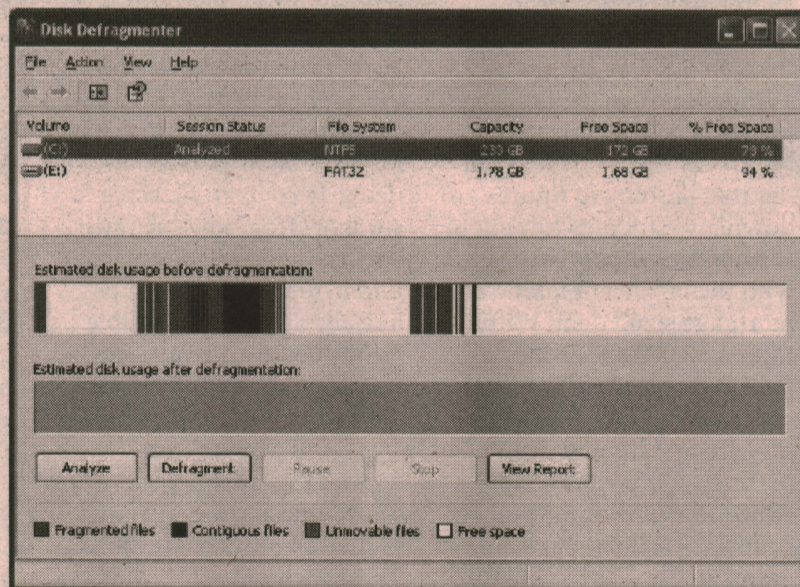 Disk Defragmenter
File Action View Help
Volume Session Status File System Capacity Free Space % Free Space
(C:) Analyzed NTFS 233 GB 172 GB 73 %
(E:) FAT32 1.78 GB 1.68 GB 94 %
Estimated disk usage before defragmentation:
Estimated disk usage after defragmentation:
Analyze Defragment Pause Stop View Report
Fragmented files Contiguous files Unmovable files Free space